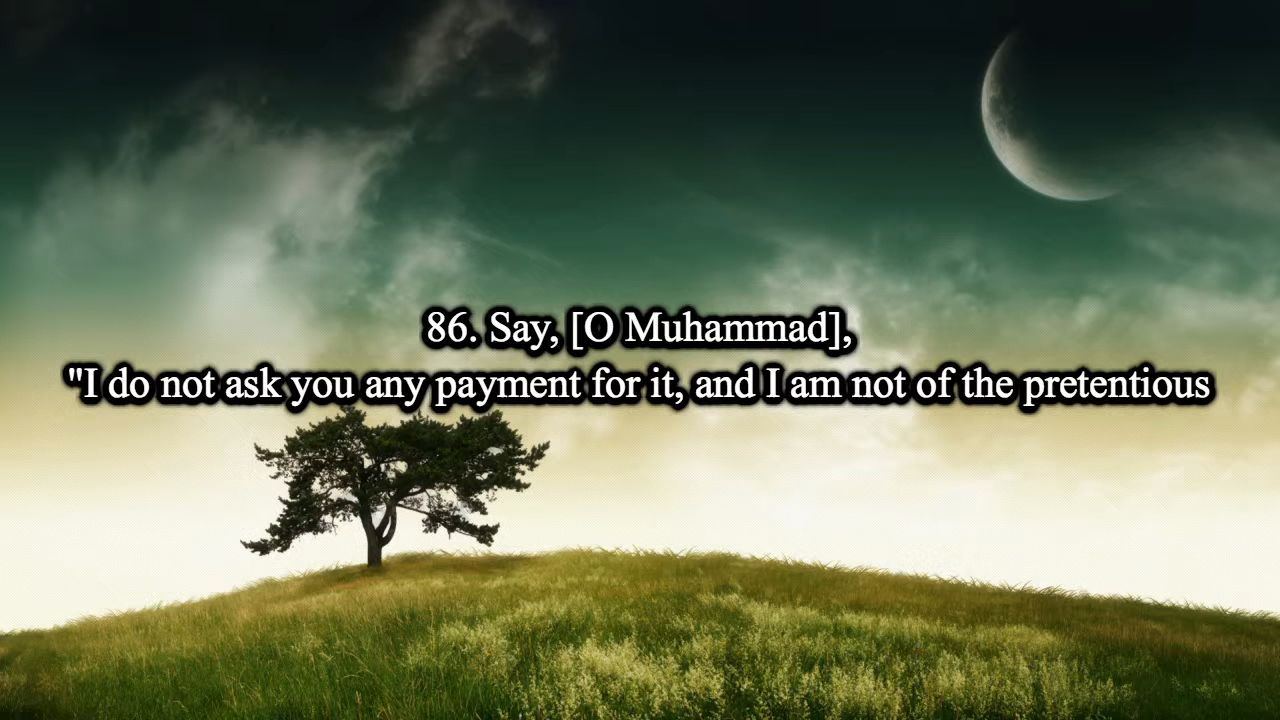 86. Say, [O Muhammad],
"I do not ask you any payment for it, and I am not of the pretentious